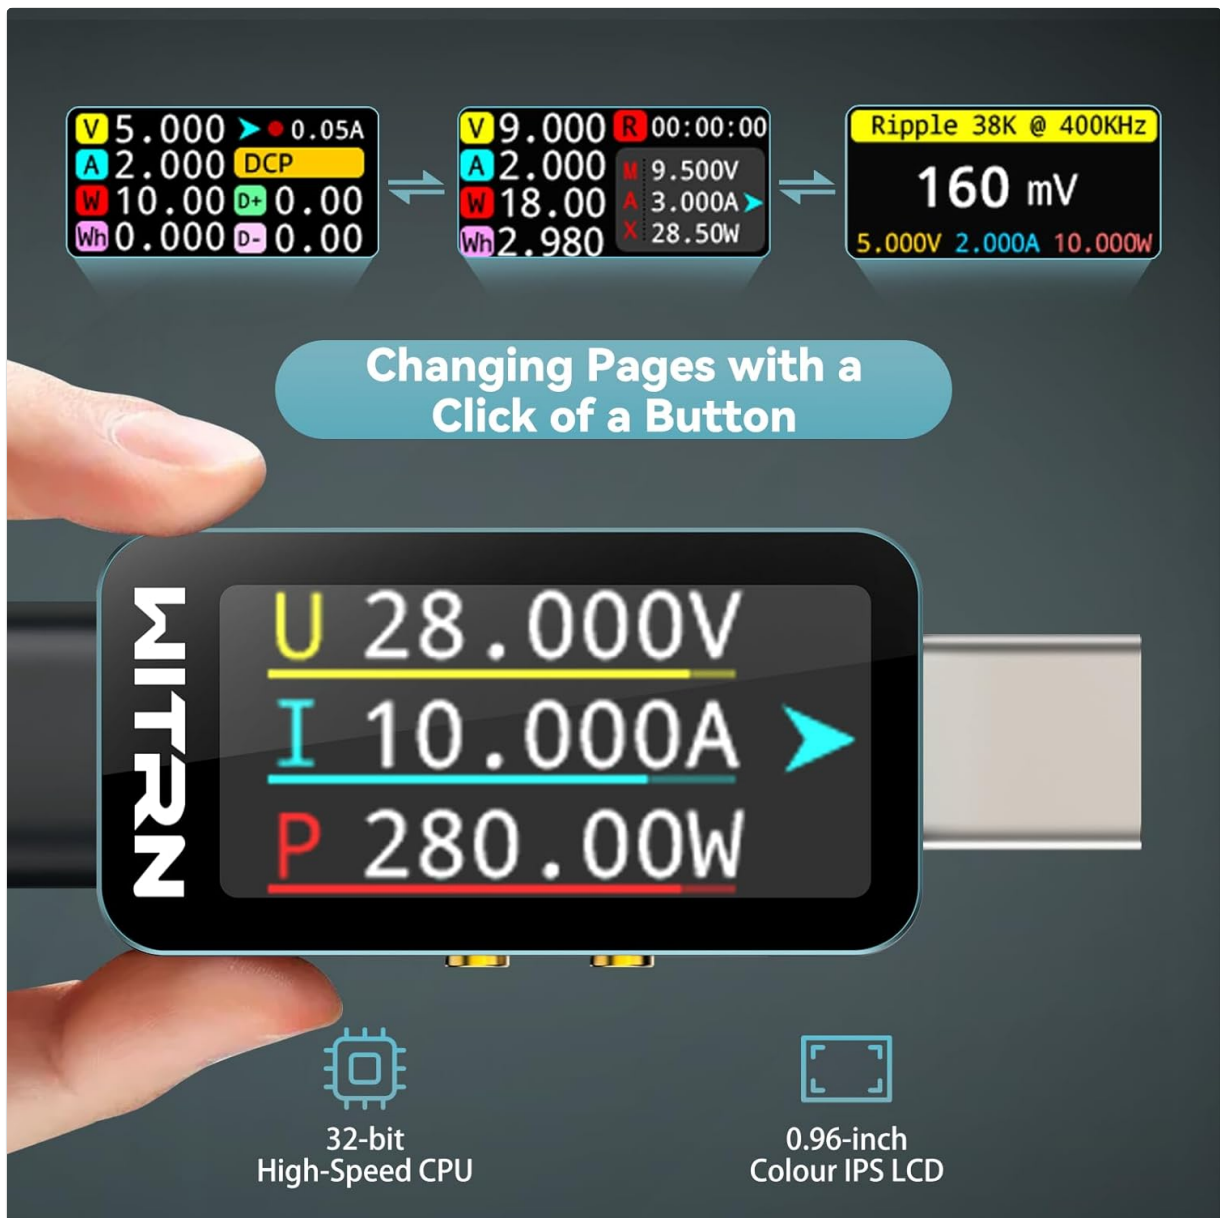 V 5.000 0.05A
A 2.000 DCP
W 10.00 D+ 0.00
Wh 0.000 D- 0.00
V 9.000 R 00:00:00
A 2.000 M 9.500V
W 18.00 A 3.000A
Wh 2.980 X 28.50W
Ripple 38K @ 400KHz
160 mV
5.000V 2.000A 10.000W
Changing Pages with a
Click of a Button
WITRN
U 28.000V
I 10.000A
P 280.00W
32-bit
High-Speed CPU
0.96-inch
Colour IPS LCD